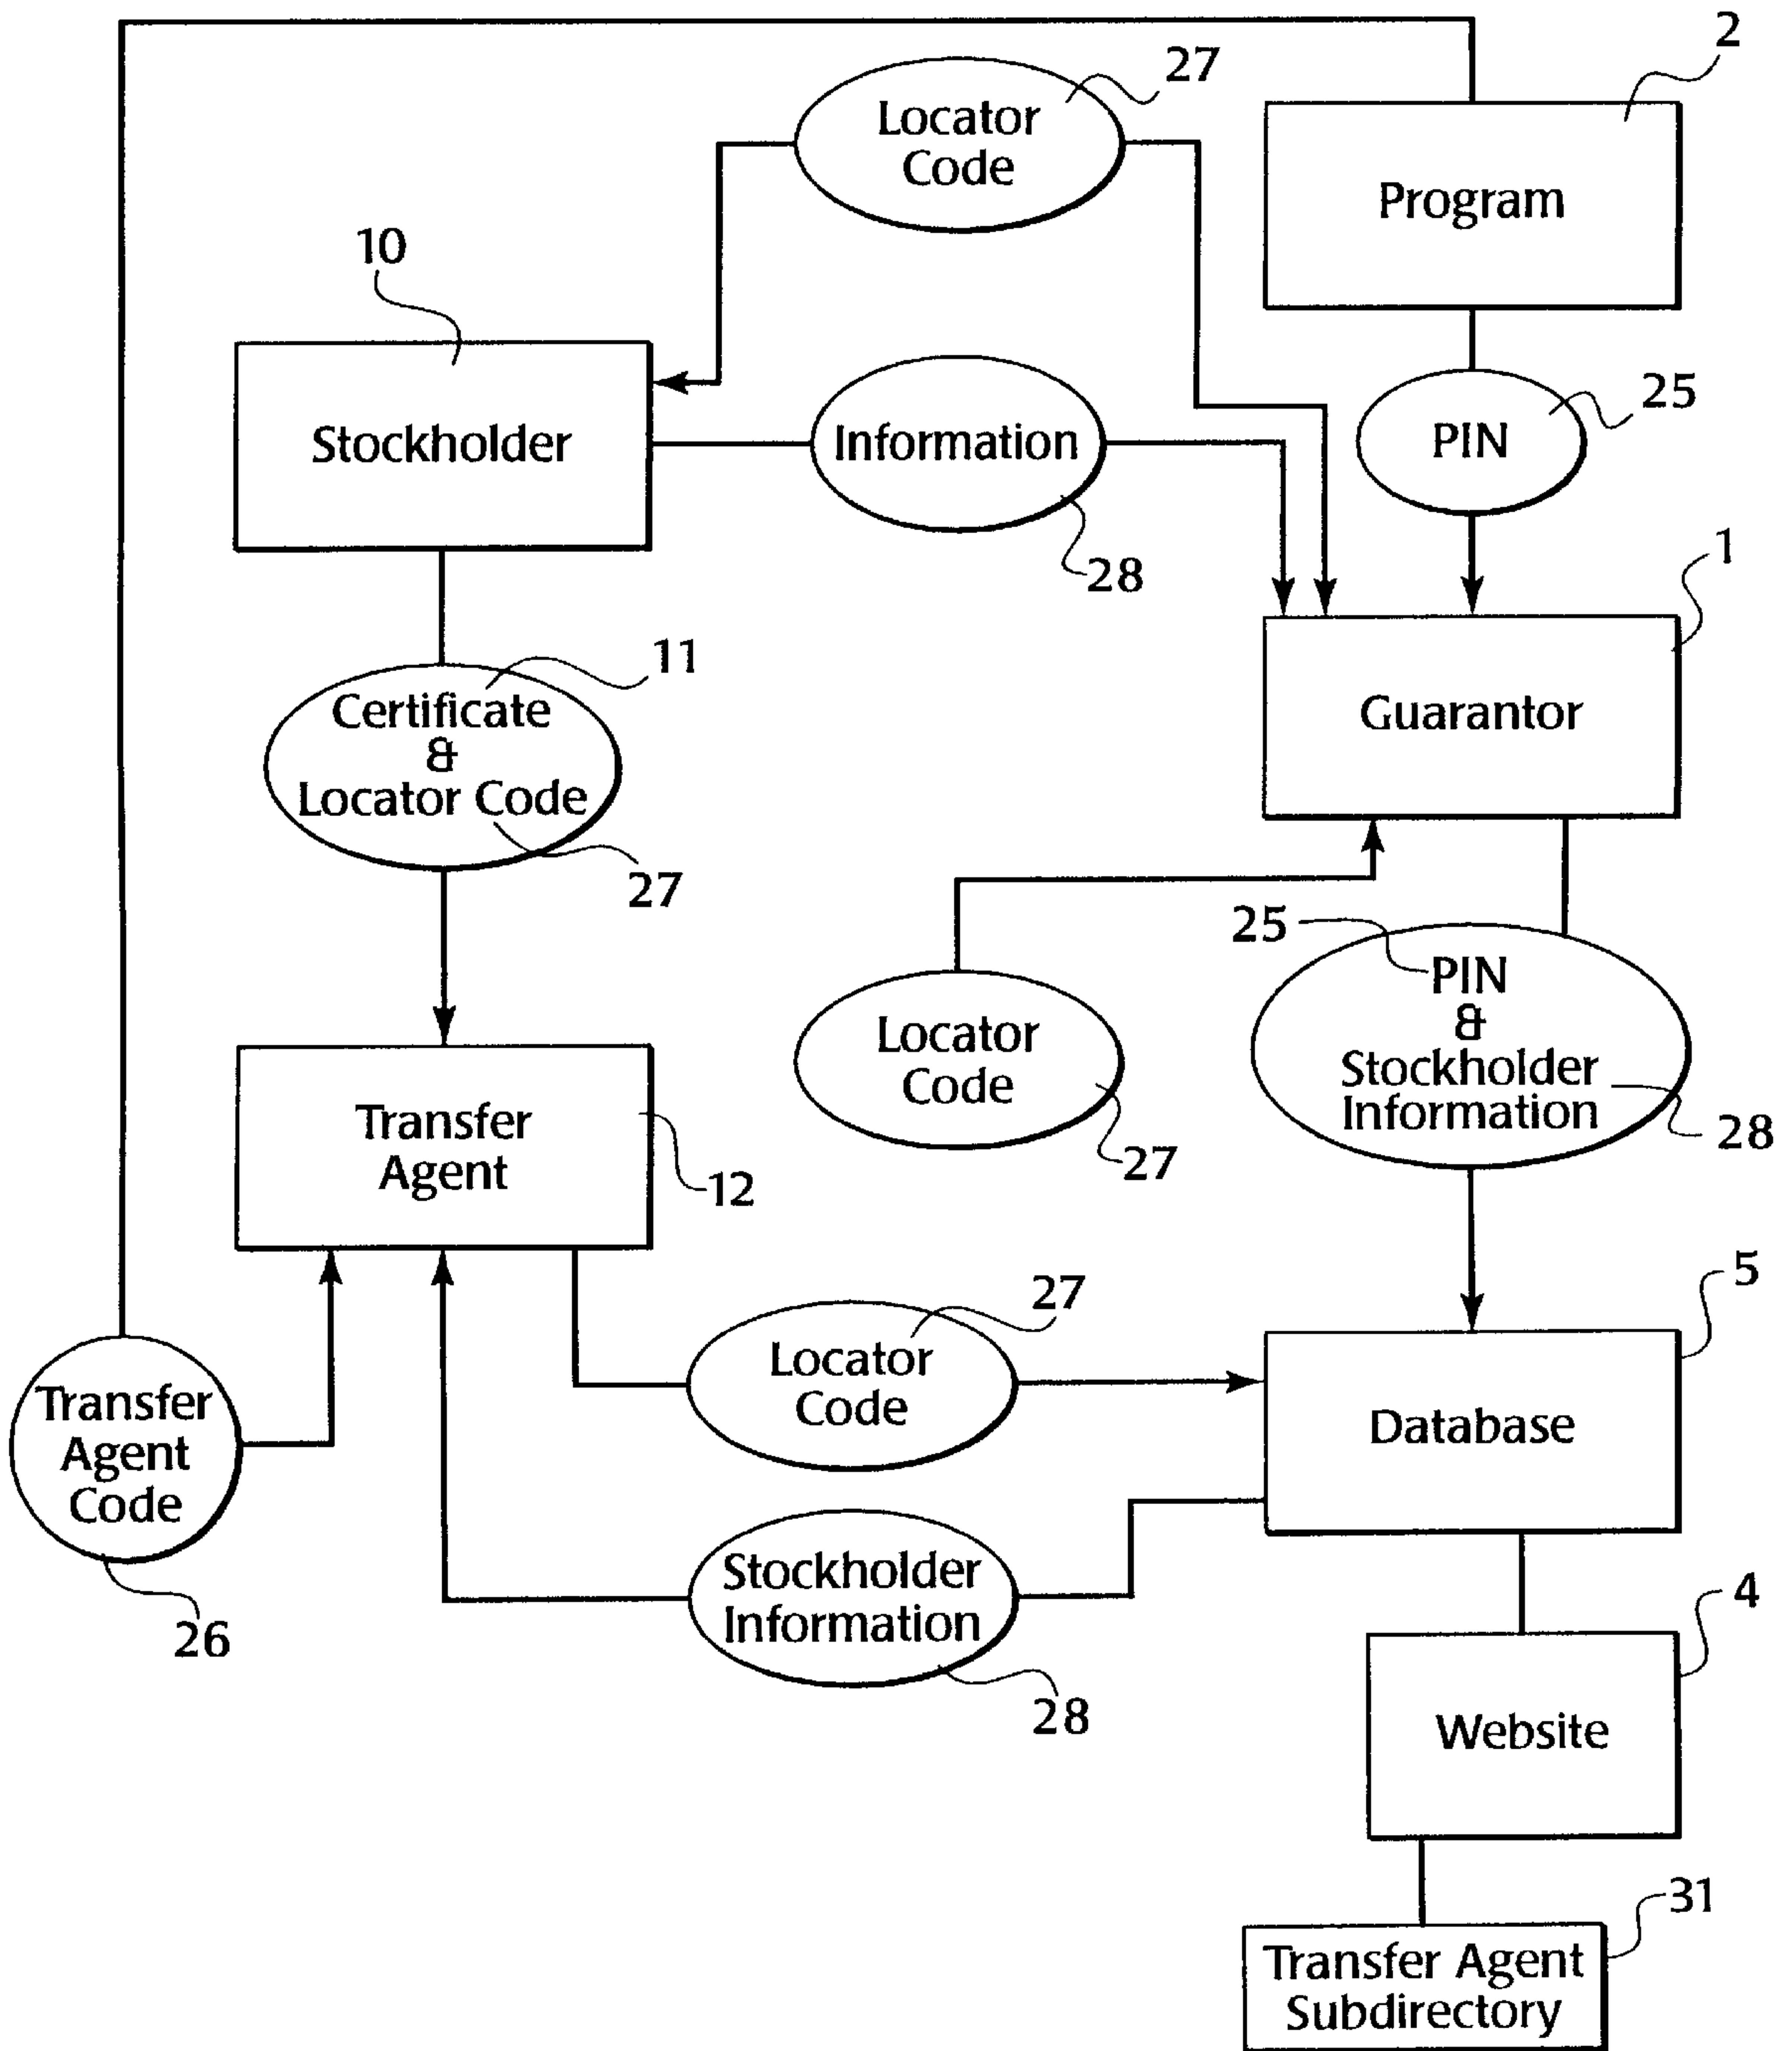 2
27
Locator
Code
Program
10
25
Stockholder
Information
PIN
28
1
11
Certificate
&
Locator Code
Guarantor
27
25
PIN
&
Stockholder
Information
28
Locator
Code
27
Transfer
Agent
12
5
27
Locator
Code
Database
Transfer
Agent
Code
26
Stockholder
Information
28
4
Website
31
Transfer Agent
Subdirectory